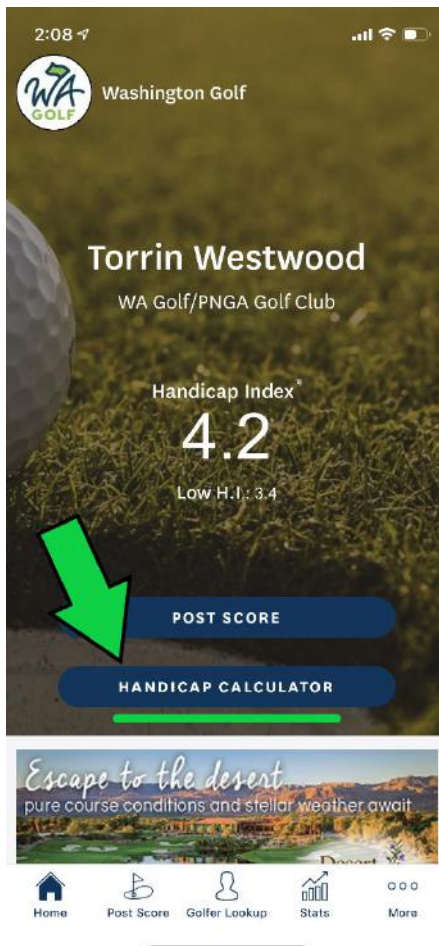 2:08
WA
GOLF
Washington Golf
Torrin Westwood
WA Golf/PNGA Golf Club
Handicap Index®
4.2
Low H.I.: 3.4
POST SCORE
HANDICAP CALCULATOR
Escape to the desert
pure course conditions and stellar weather await
Desert
Home Post Score Golfer Lookup Stats More